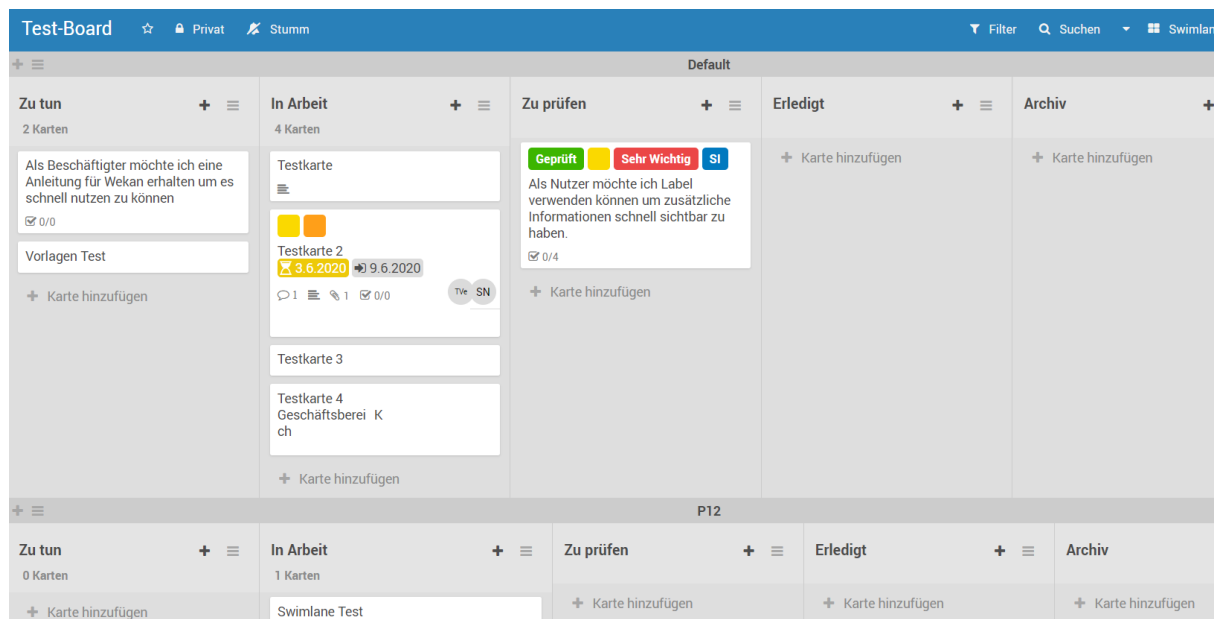 Test-Board Privat Stumm Filter Suchen Swimlan
Default
Zu tun
2 Karten
Als Beschäftigter möchte ich eine
Anleitung für Wekan erhalten um es
schnell nutzen zu können
0/0
Vorlagen Test
Karte hinzufügen
In Arbeit
4 Karten
Testkarte
Testkarte 2
3.6.2020 9.6.2020
1 1 0/0 TVe SN
Testkarte 3
Testkarte 4
Geschäftsberei K
ch
Karte hinzufügen
Zu prüfen
Geprüft Sehr Wichtig SI
Als Nutzer möchte ich Label
verwenden können um zusätzliche
Informationen schnell sichtbar zu
haben.
0/4
Karte hinzufügen
Erledigt
Karte hinzufügen
Archiv
Karte hinzufügen
P12
Zu tun
0 Karten
Karte hinzufügen
In Arbeit
1 Karten
Swimlane Test
Zu prüfen
Karte hinzufügen
Erledigt
Karte hinzufügen
Archiv
Karte hinzufügen